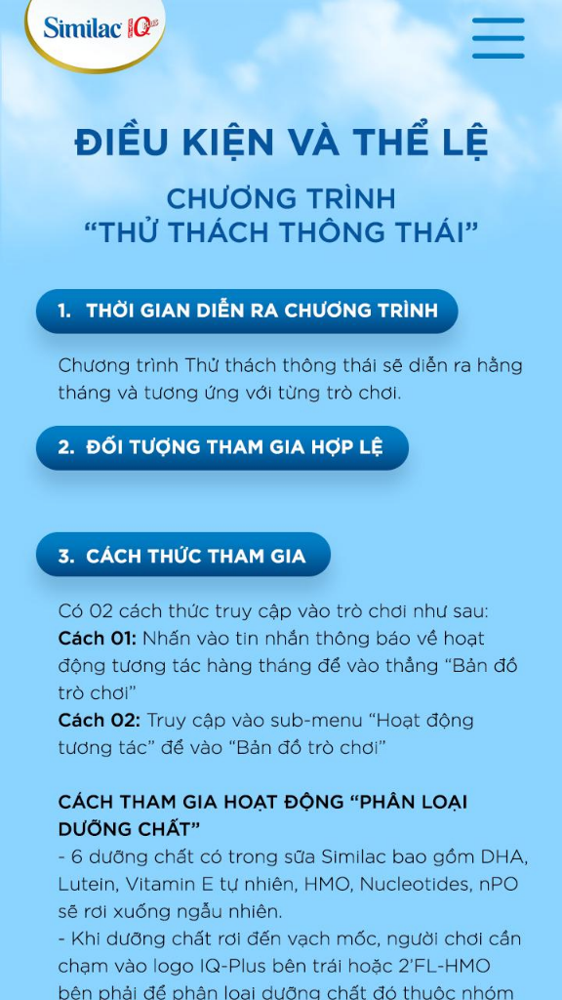 Similac IQ PLUS
ĐIỀU KIỆN VÀ THỂ LỆ
CHƯƠNG TRÌNH
“THỬ THÁCH THÔNG THÁI”
1. THỜI GIAN DIỄN RA CHƯƠNG TRÌNH
Chương trình Thử thách thông thái sẽ diễn ra hằng
tháng và tương ứng với từng trò chơi.
2. ĐỐI TƯỢNG THAM GIA HỢP LỆ
3. CÁCH THỨC THAM GIA
Có 02 cách thức truy cập vào trò chơi như sau:
Cách 01: Nhấn vào tin nhắn thông báo về hoạt
động tương tác hàng tháng để vào thẳng “Bản đồ
trò chơi”
Cách 02: Truy cập vào sub-menu “Hoạt động
tương tác” để vào “Bản đồ trò chơi”
CÁCH THAM GIA HOẠT ĐỘNG “PHÂN LOẠI
DƯỠNG CHẤT”
- 6 dưỡng chất có trong sữa Similac bao gồm DHA,
Lutein, Vitamin E tự nhiên, HMO, Nucleotides, nPO
sẽ rơi xuống ngẫu nhiên.
- Khi dưỡng chất rơi đến vạch mốc, người chơi cần
chạm vào logo IQ-Plus bên trái hoặc 2’FL-HMO
bên phải để phân loại dưỡng chất đó thuộc nhóm